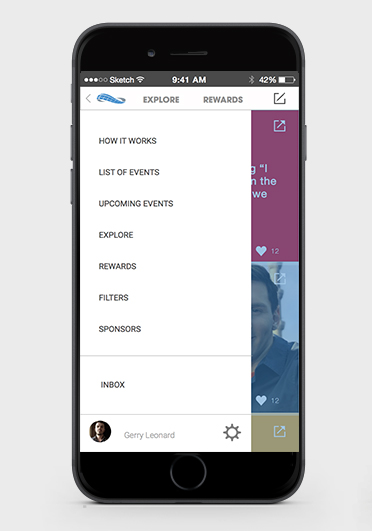 Sketch 9:41 AM 42%
EXPLORE REWARDS
HOW IT WORKS
LIST OF EVENTS
UPCOMING EVENTS
EXPLORE
REWARDS
FILTERS
SPONSORS
INBOX
Gerry Leonard
g “I
n the
we
12
12